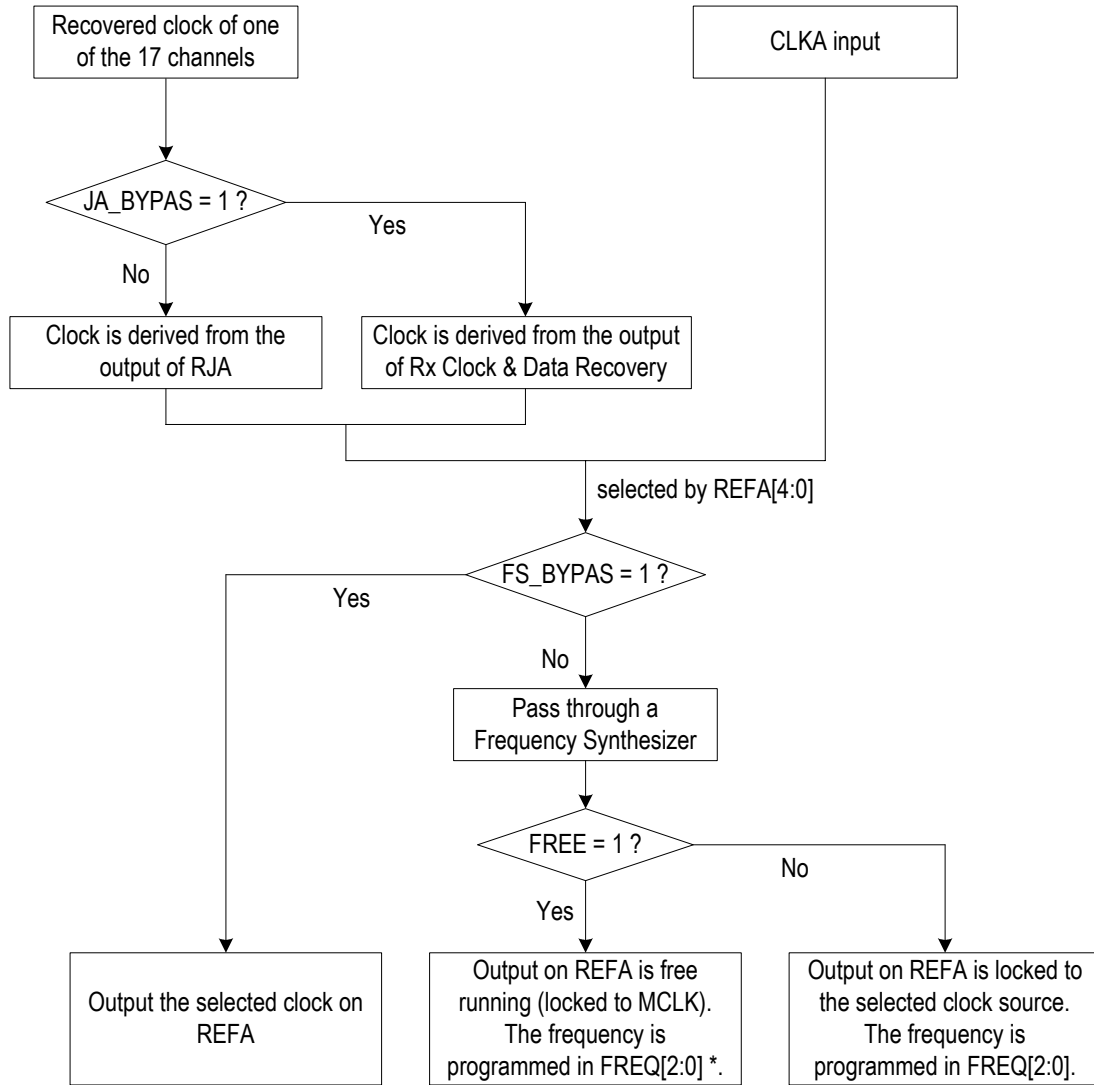 Recovered clock of one
of the 17 channels
CLKA input
JA_BYPAS = 1 ?
Yes
No
Clock is derived from the
output of RJA
Clock is derived from the output
of Rx Clock & Data Recovery
selected by REFA[4:0]
FS_BYPAS = 1 ?
Yes
No
Pass through a
Frequency Synthesizer
FREE = 1 ?
No
Yes
Output the selected clock on
REFA
Output on REFA is free
running (locked to MCLK).
The frequency is
programmed in FREQ[2:0] *.
Output on REFA is locked to
the selected clock source.
The frequency is
programmed in FREQ[2:0].